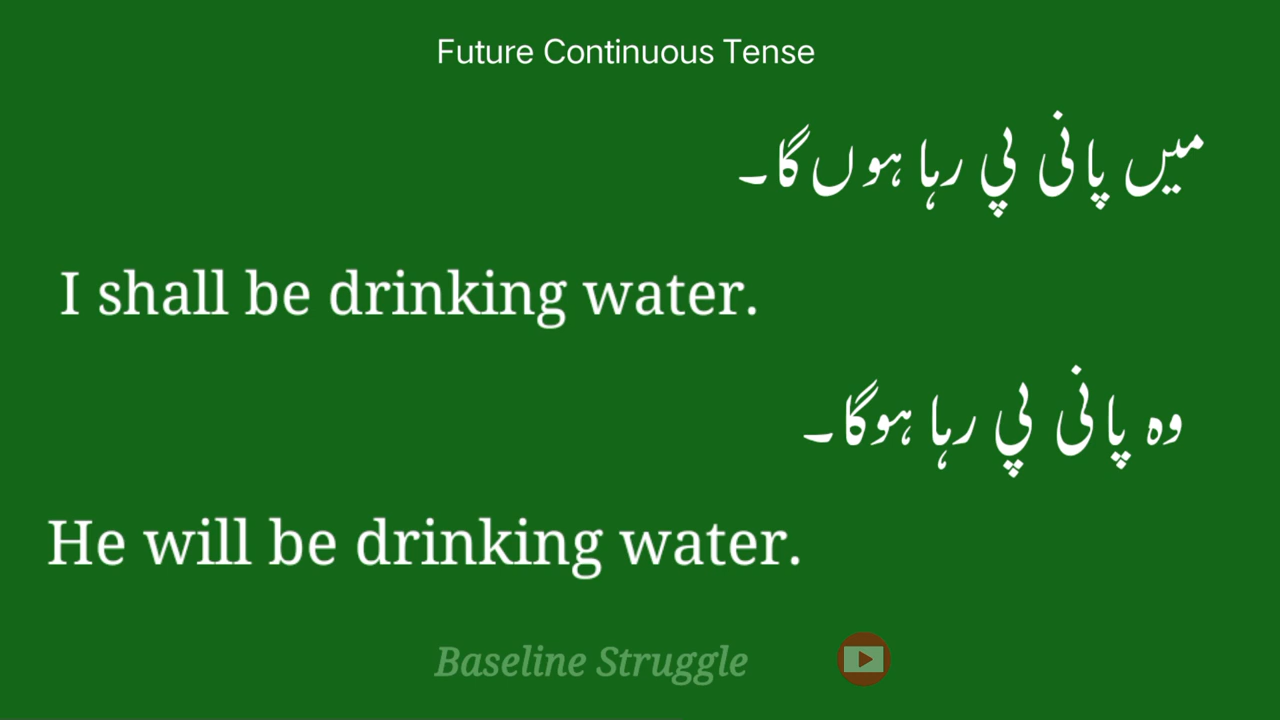 Future Continuous Tense
میں پانی پی رہا ہوں گا۔
I shall be drinking water.
وہ پانی پی رہا ہوگا۔
He will be drinking water.
Baseline Struggle